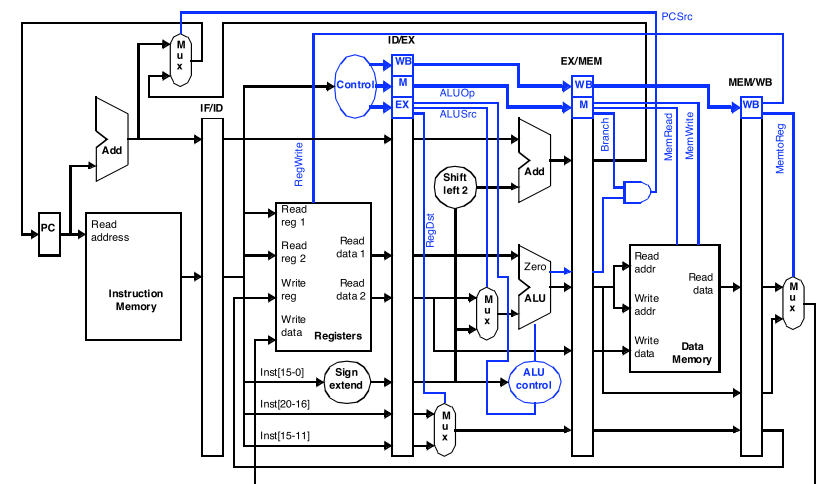 PCSrc
M
u
x
ID/EX
EX/MEM
MEM/WB
IF/ID
WB
Control
M
EX
ALUOp
ALUSrc
WB
M
WB
Add
RegWrite
Shift
left 2
Add
Branch
MemRead
MemWrite
MemtoReg
PC
Read
address
Instruction
Memory
Read
reg 1
Read
reg 2
Write
reg
Write
data
Read
data 1
Read
data 2
Registers
RegDst
M
u
x
Zero
ALU
Read
addr
Write
addr
Write
data
Read
data
Data
Memory
M
u
x
Inst[15-0]
Sign
extend
ALU
control
Inst[20-16]
Inst[15-11]
M
u
x